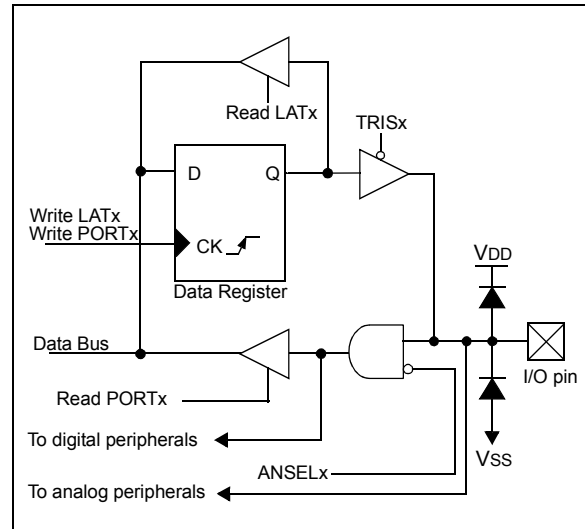 Read LATx
TRISx
D
Q
Write LATx
Write PORTx
CK
Data Register
VDD
Data Bus
I/O pin
Read PORTx
To digital peripherals
VSS
ANSELx
To analog peripherals